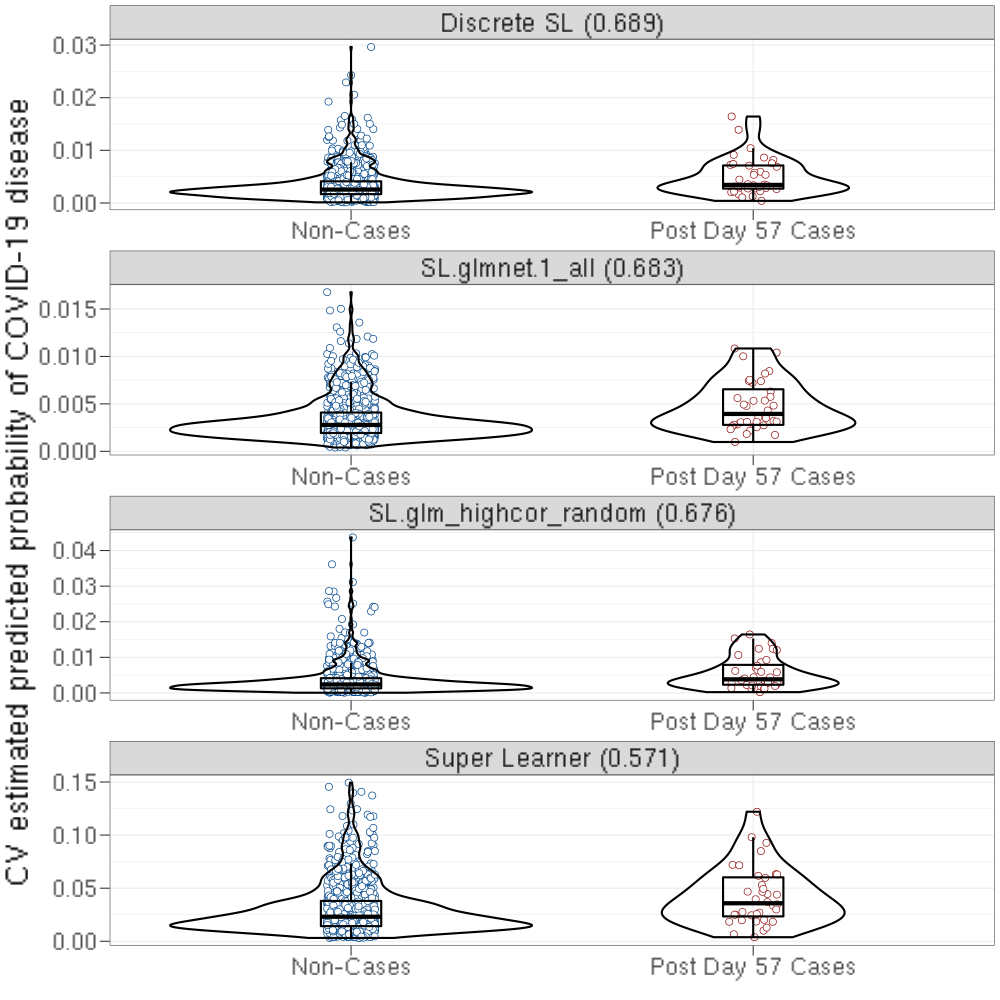 CV estimated predicted probability of COVID-19 disease
Discrete SL (0.689)
0.03
0.02
0.01
0.00
Non-Cases Post Day 57 Cases
SL.glmnet.1_all (0.683)
0.015
0.010
0.005
0.000
Non-Cases Post Day 57 Cases
SL.glm_highcor_random (0.676)
0.04
0.03
0.02
0.01
0.00
Non-Cases Post Day 57 Cases
Super Learner (0.571)
0.15
0.10
0.05
0.00
Non-Cases Post Day 57 Cases